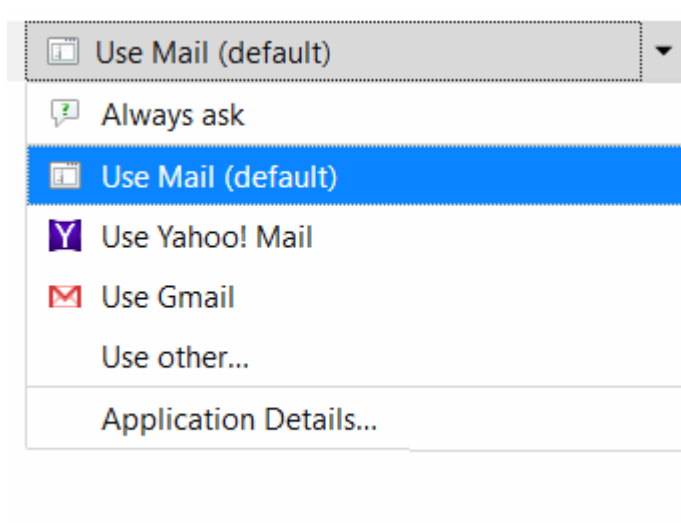 Use Mail (default)
Always ask
Use Mail (default)
Use Yahoo! Mail
Use Gmail
Use other...
Application Details...